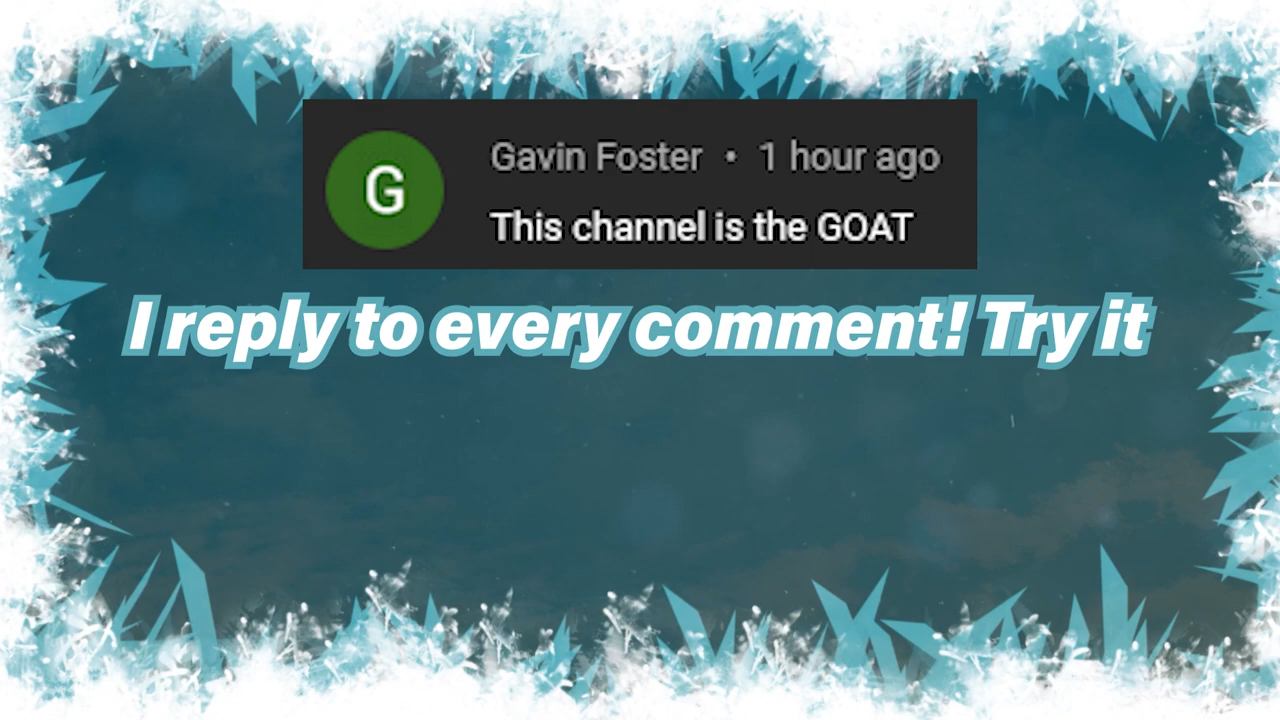 G
Gavin Foster • 1 hour ago
This channel is the GOAT
I reply to every comment! Try it